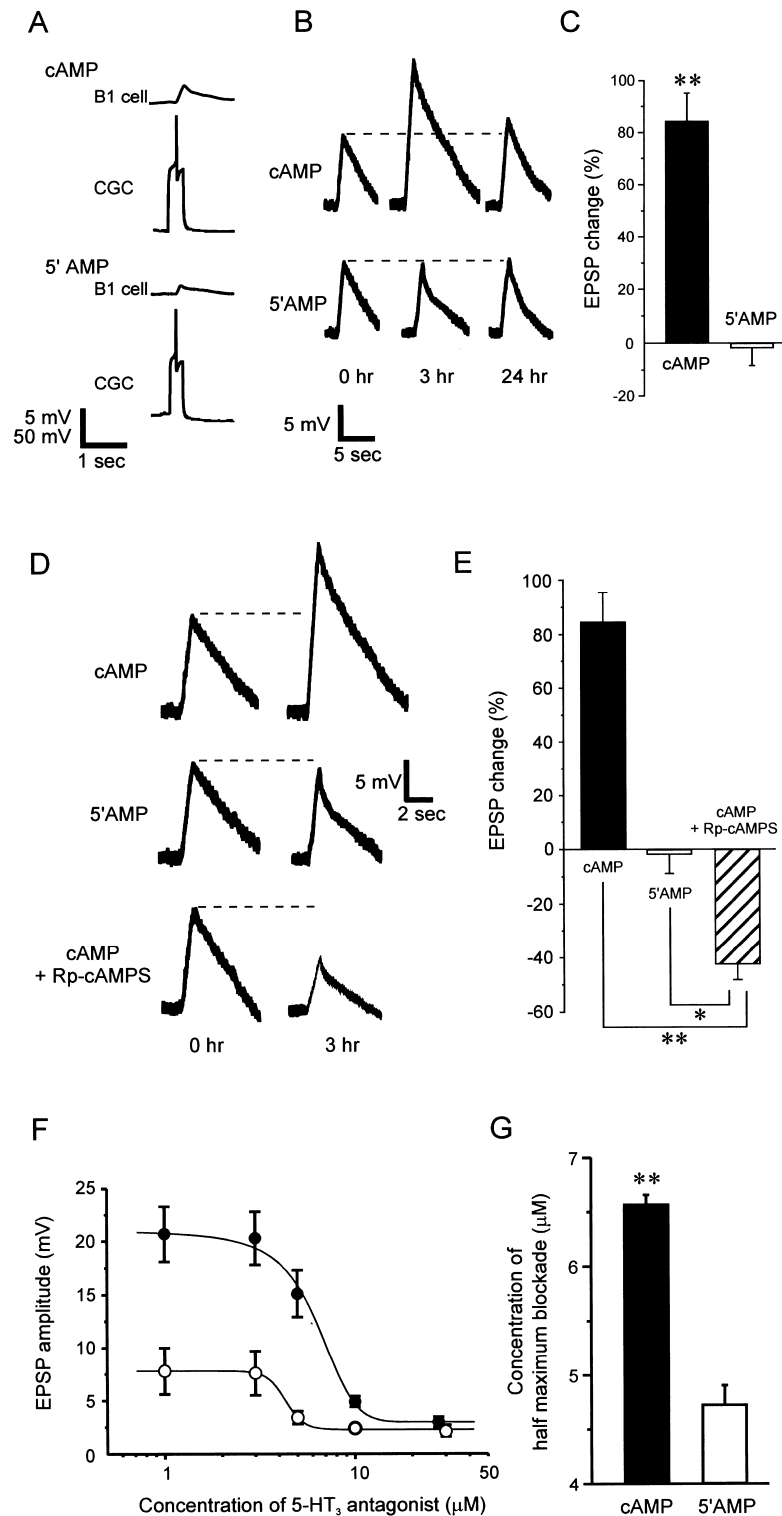 A
cAMP
B1 cell
CGC
5' AMP
B1 cell
CGC
5 mV
50 mV
1 sec
B
cAMP
5'AMP
0 hr 3 hr 24 hr
5 mV
5 sec
C
EPSP change (%)
100
80
60
40
20
0
-20
**
cAMP
5'AMP
D
cAMP
5'AMP
5 mV
2 sec
cAMP
+ Rp-cAMPS
0 hr 3 hr
E
EPSP change (%)
100
80
60
40
20
0
-20
-40
-60
cAMP
5'AMP
cAMP
+ Rp-cAMPS
*
**
F
EPSP amplitude (mV)
25
20
15
10
5
0
1 10 50
Concentration of 5-HT₃ antagonist (μM)
G
Concentration of
half maximum blockade (μM)
7
6
5
4
**
cAMP 5'AMP